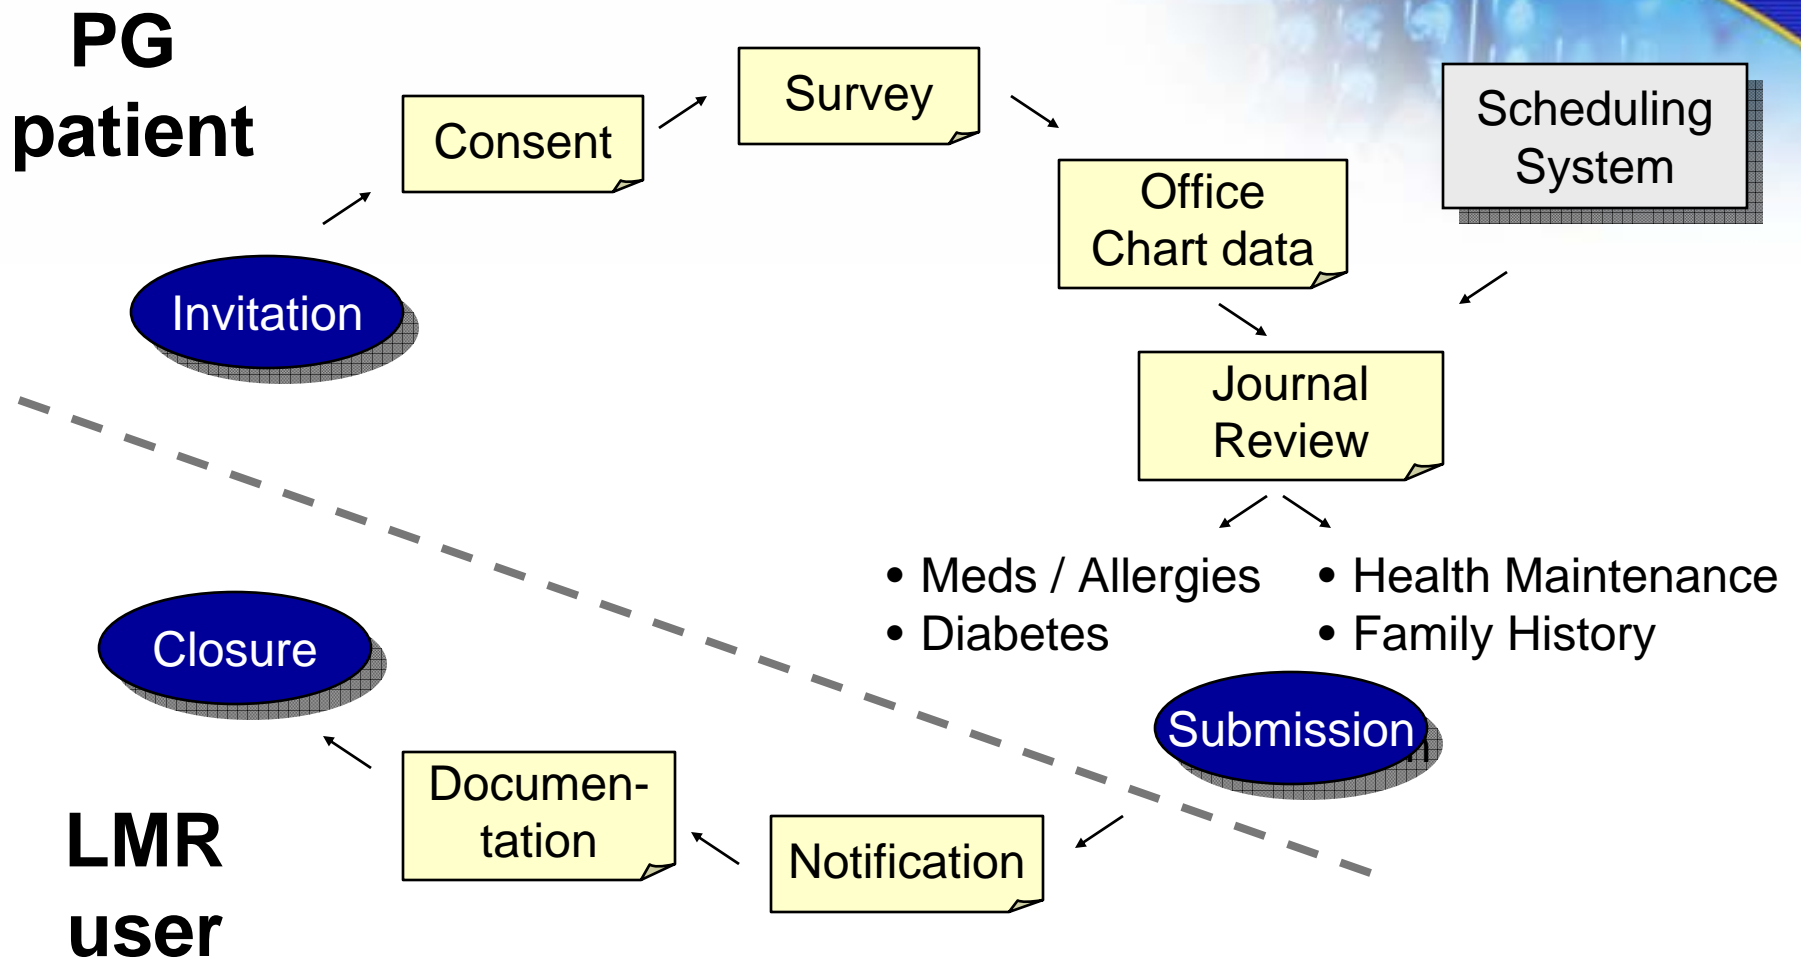 PG
patient
Consent
Survey
Scheduling
System
Office
Chart data
Invitation
Journal
Review
• Meds / Allergies
• Diabetes
• Health Maintenance
• Family History
Submission
Closure
Documen-
tation
Notification
LMR
user